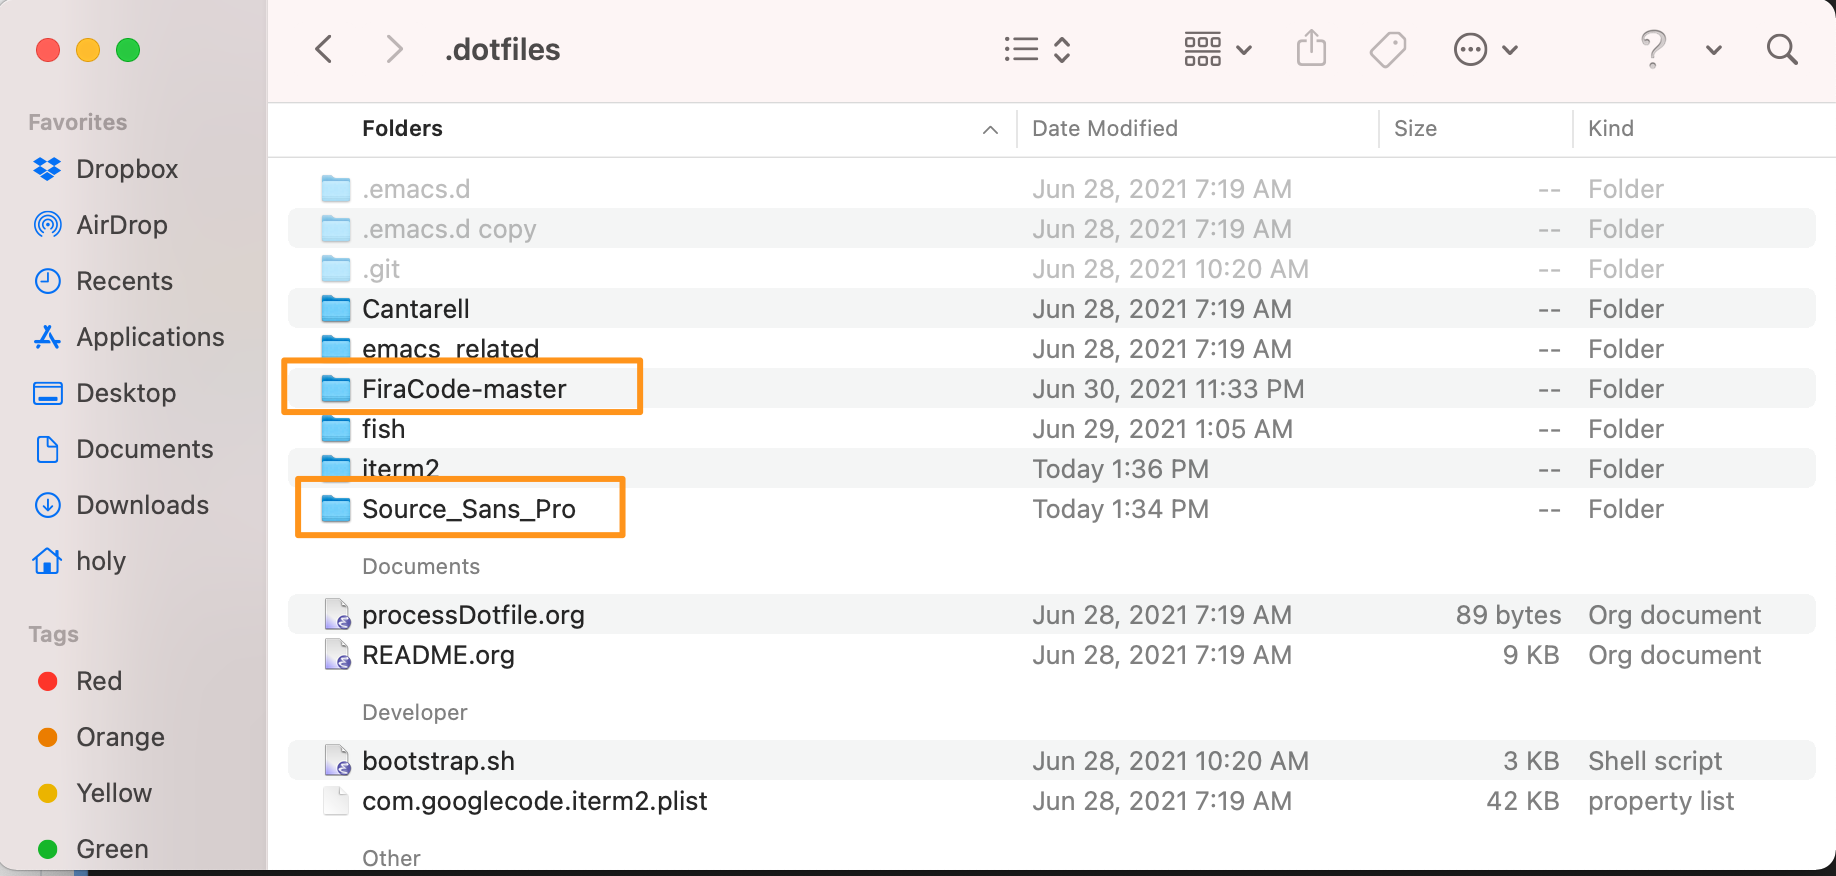 .dotfiles
Favorites
Dropbox
AirDrop
Recents
Applications
Desktop
Documents
Downloads
holy
Tags
Red
Orange
Yellow
Green
Folders Date Modified Size Kind
.emacs.d Jun 28, 2021 7:19 AM -- Folder
.emacs.d copy Jun 28, 2021 7:19 AM -- Folder
.git Jun 28, 2021 10:20 AM -- Folder
Cantarell Jun 28, 2021 7:19 AM -- Folder
emacs_related Jun 28, 2021 7:19 AM -- Folder
FiraCode-master Jun 30, 2021 11:33 PM -- Folder
fish Jun 29, 2021 1:05 AM -- Folder
iterm2 Today 1:36 PM -- Folder
Source_Sans_Pro Today 1:34 PM -- Folder
Documents
processDotfile.org Jun 28, 2021 7:19 AM 89 bytes Org document
README.org Jun 28, 2021 7:19 AM 9 KB Org document
Developer
bootstrap.sh Jun 28, 2021 10:20 AM 3 KB Shell script
com.googlecode.iterm2.plist Jun 28, 2021 7:19 AM 42 KB property list
Other